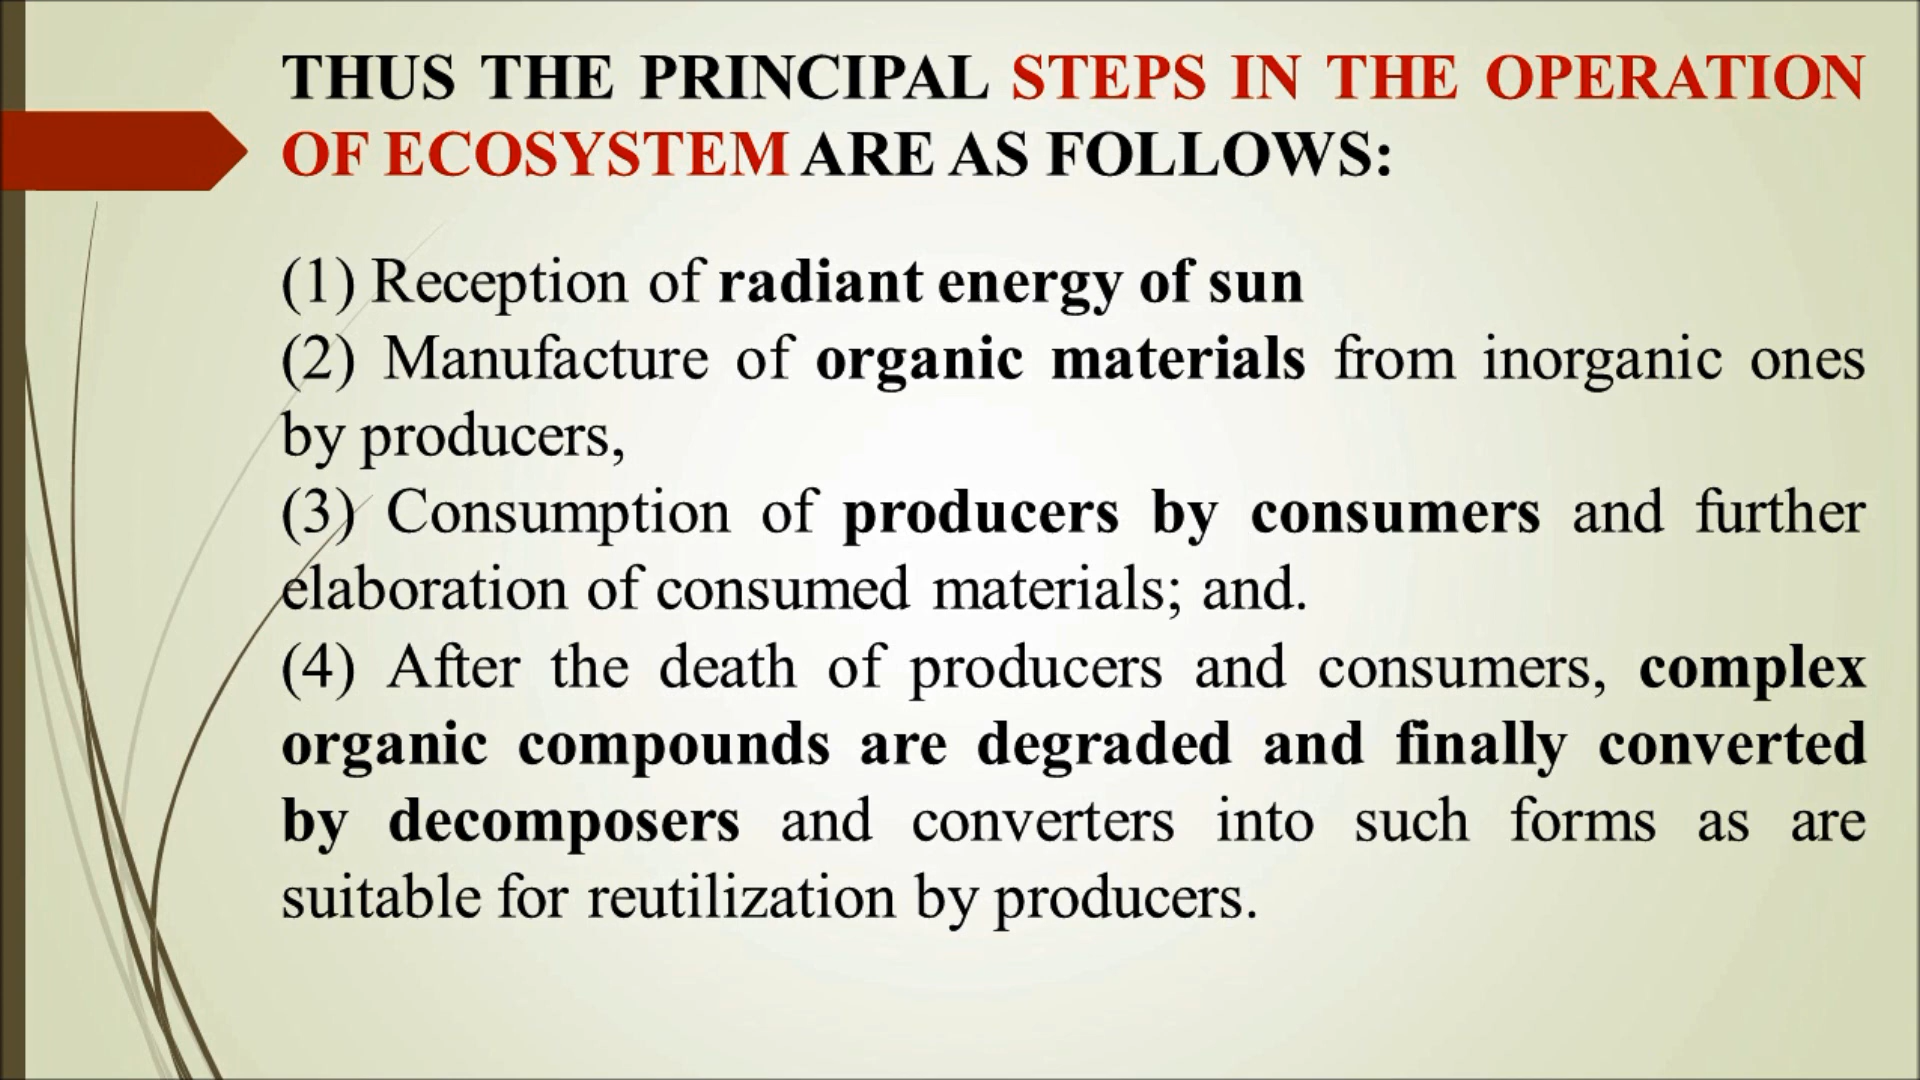 THUS THE PRINCIPAL STEPS IN THE OPERATION
OF ECOSYSTEM ARE AS FOLLOWS:
(1) Reception of radiant energy of sun
(2) Manufacture of organic materials from inorganic ones
by producers,
(3) Consumption of producers by consumers and further
elaboration of consumed materials; and.
(4) After the death of producers and consumers, complex
organic compounds are degraded and finally converted
by decomposers and converters into such forms as are
suitable for reutilization by producers.